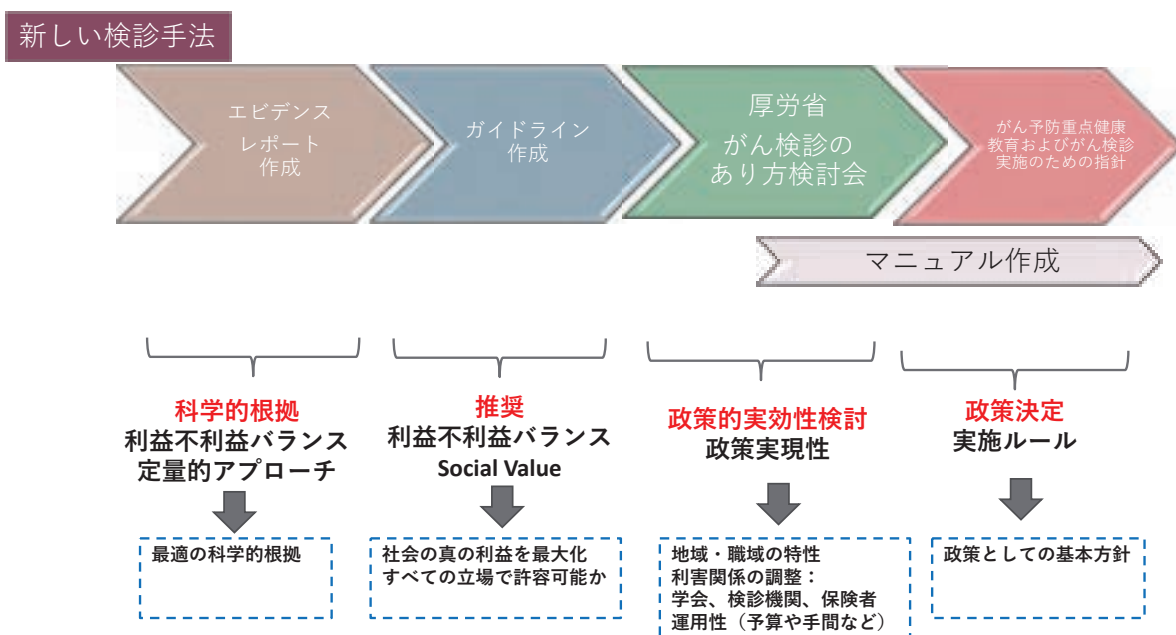 新しい検診手法
エビデンス
レポート
作成
ガイドライン
作成
厚労省
がん検診の
あり方検討会
がん予防重点健康
教育およびがん検診
実施のための指針
マニュアル作成
科学的根拠
利益不利益バランス
定量的アプローチ
推奨
利益不利益バランス
Social Value
政策的実効性検討
政策実現性
政策決定
実施ルール
最適の科学的根拠
社会の真の利益を最大化
すべての立場で許容可能か
地域・職域の特性
利害関係の調整：
学会、検診機関、保険者
運用性（予算や手間など）
政策としての基本方針